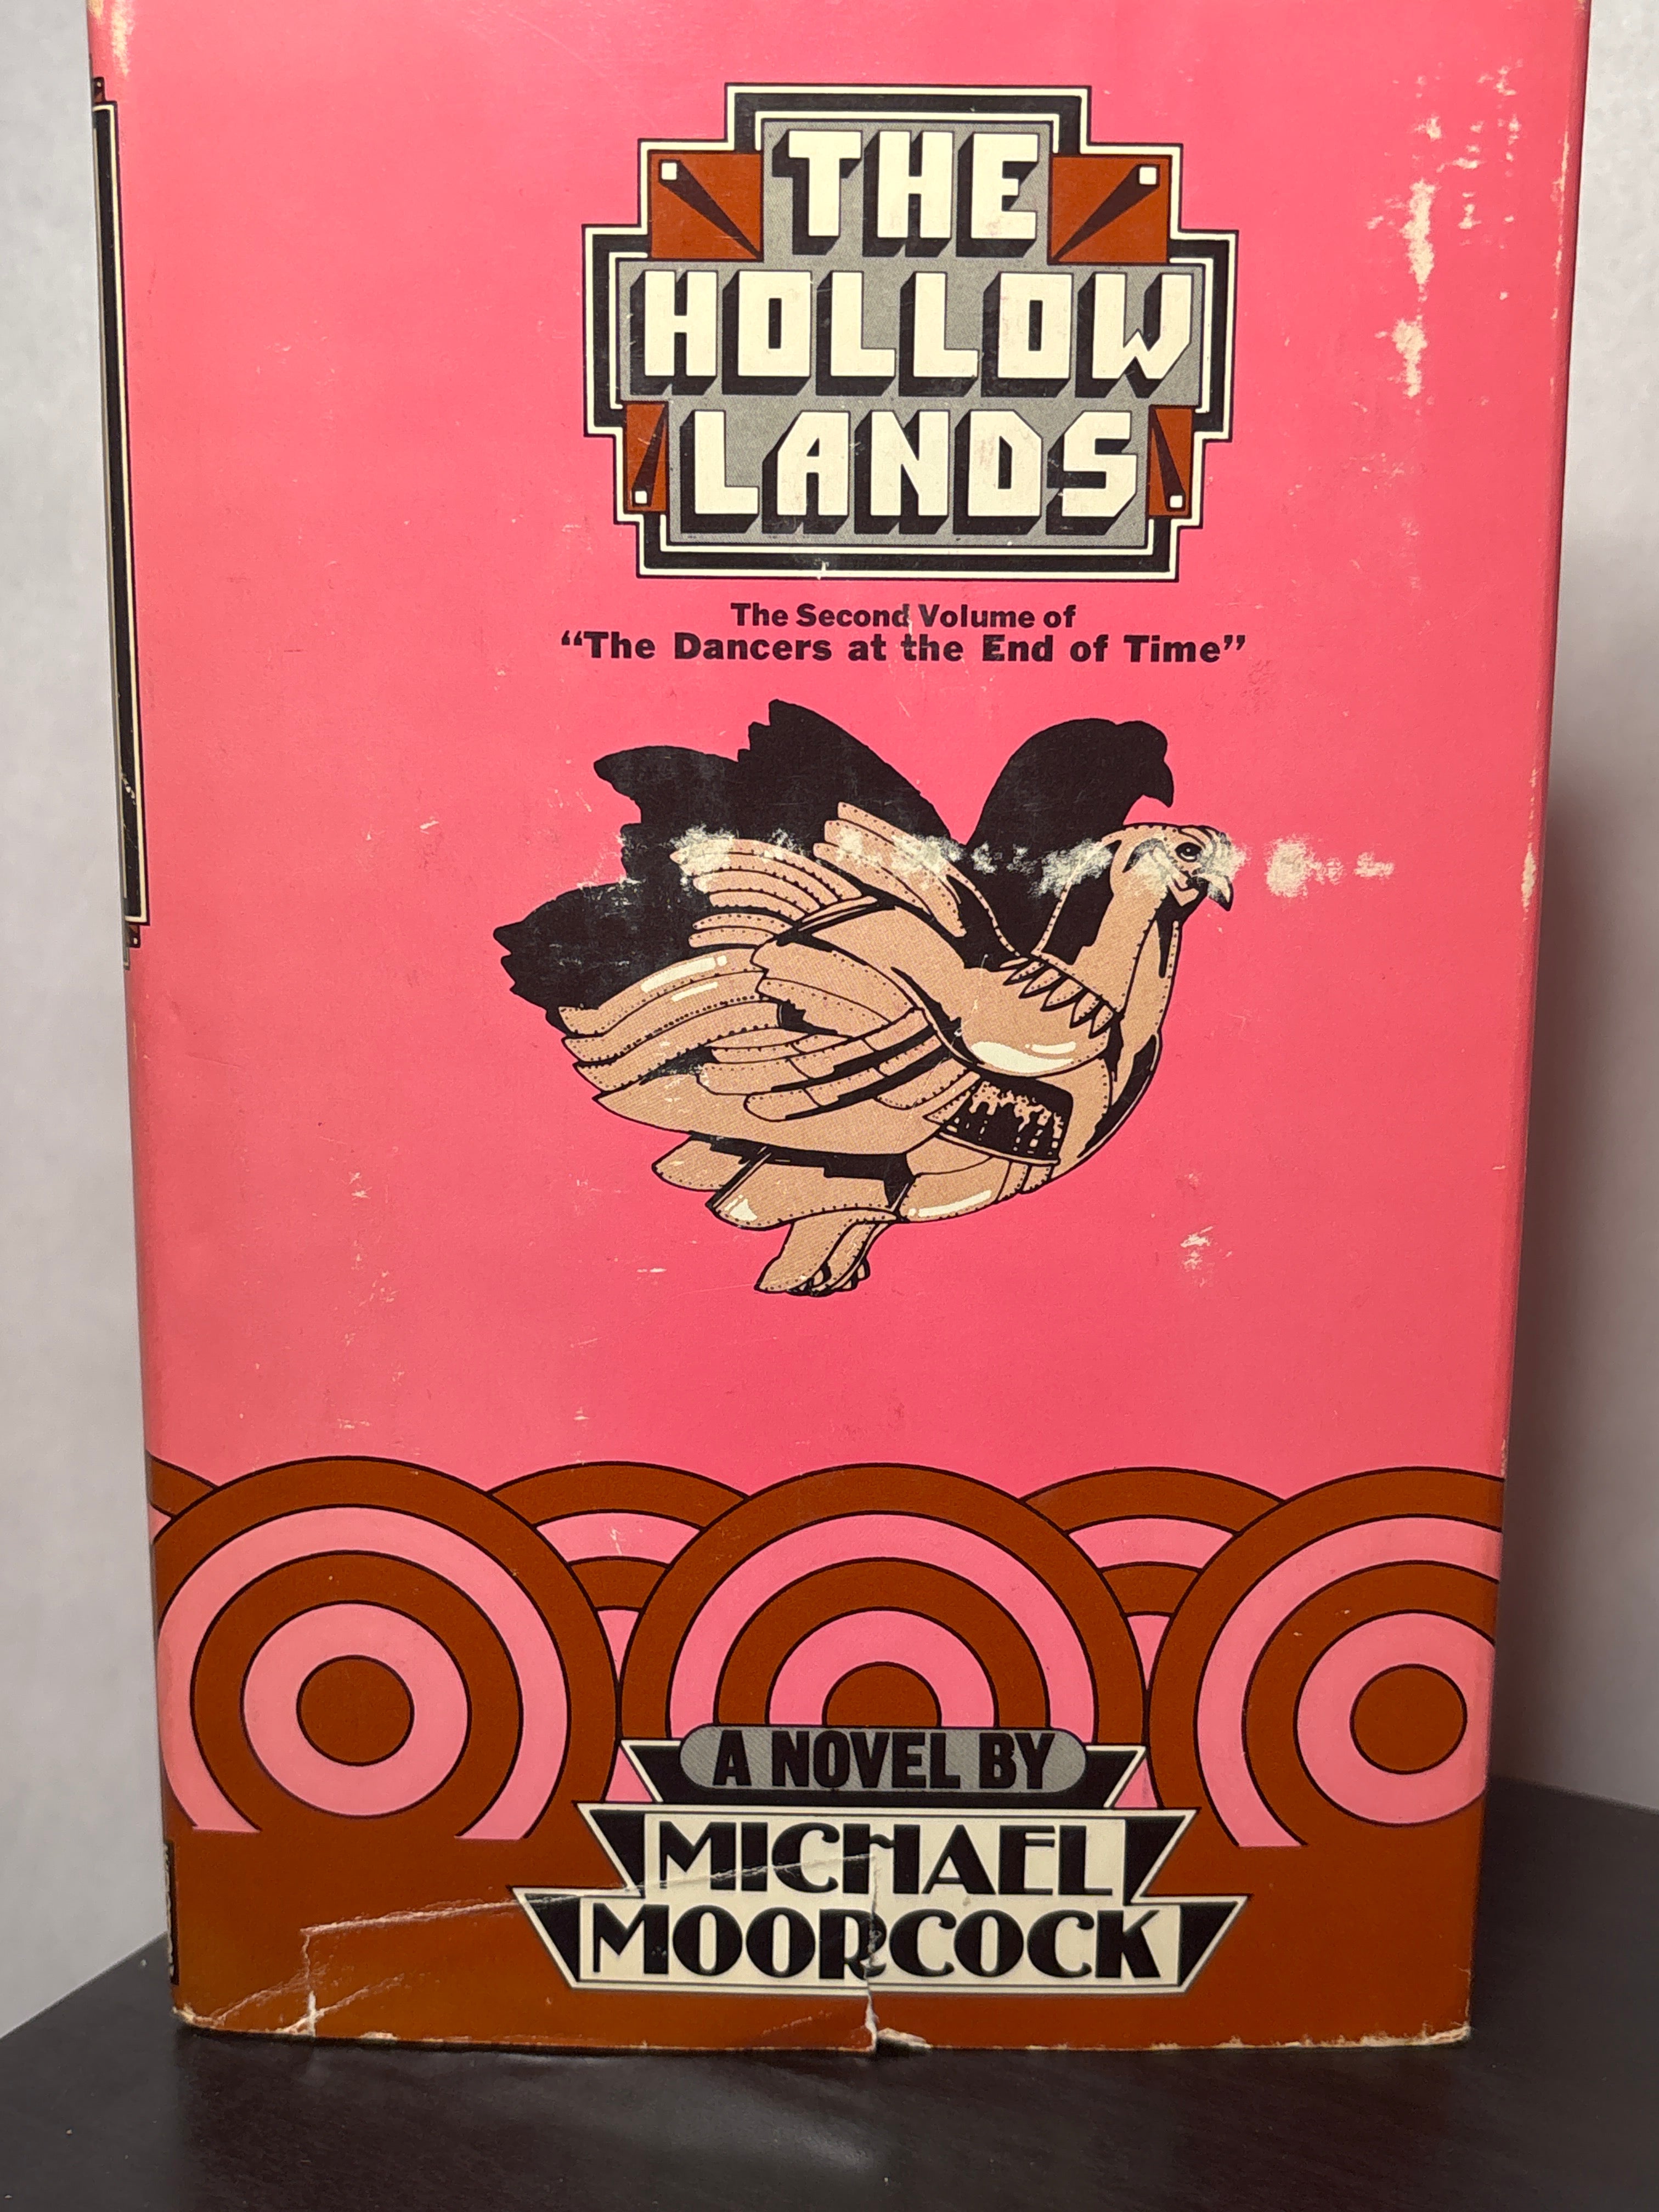 THE
HOLLOW
LANDS
The Second Volume of
“The Dancers at the End of Time”
A NOVEL BY
MICHAEL
MOORCOCK